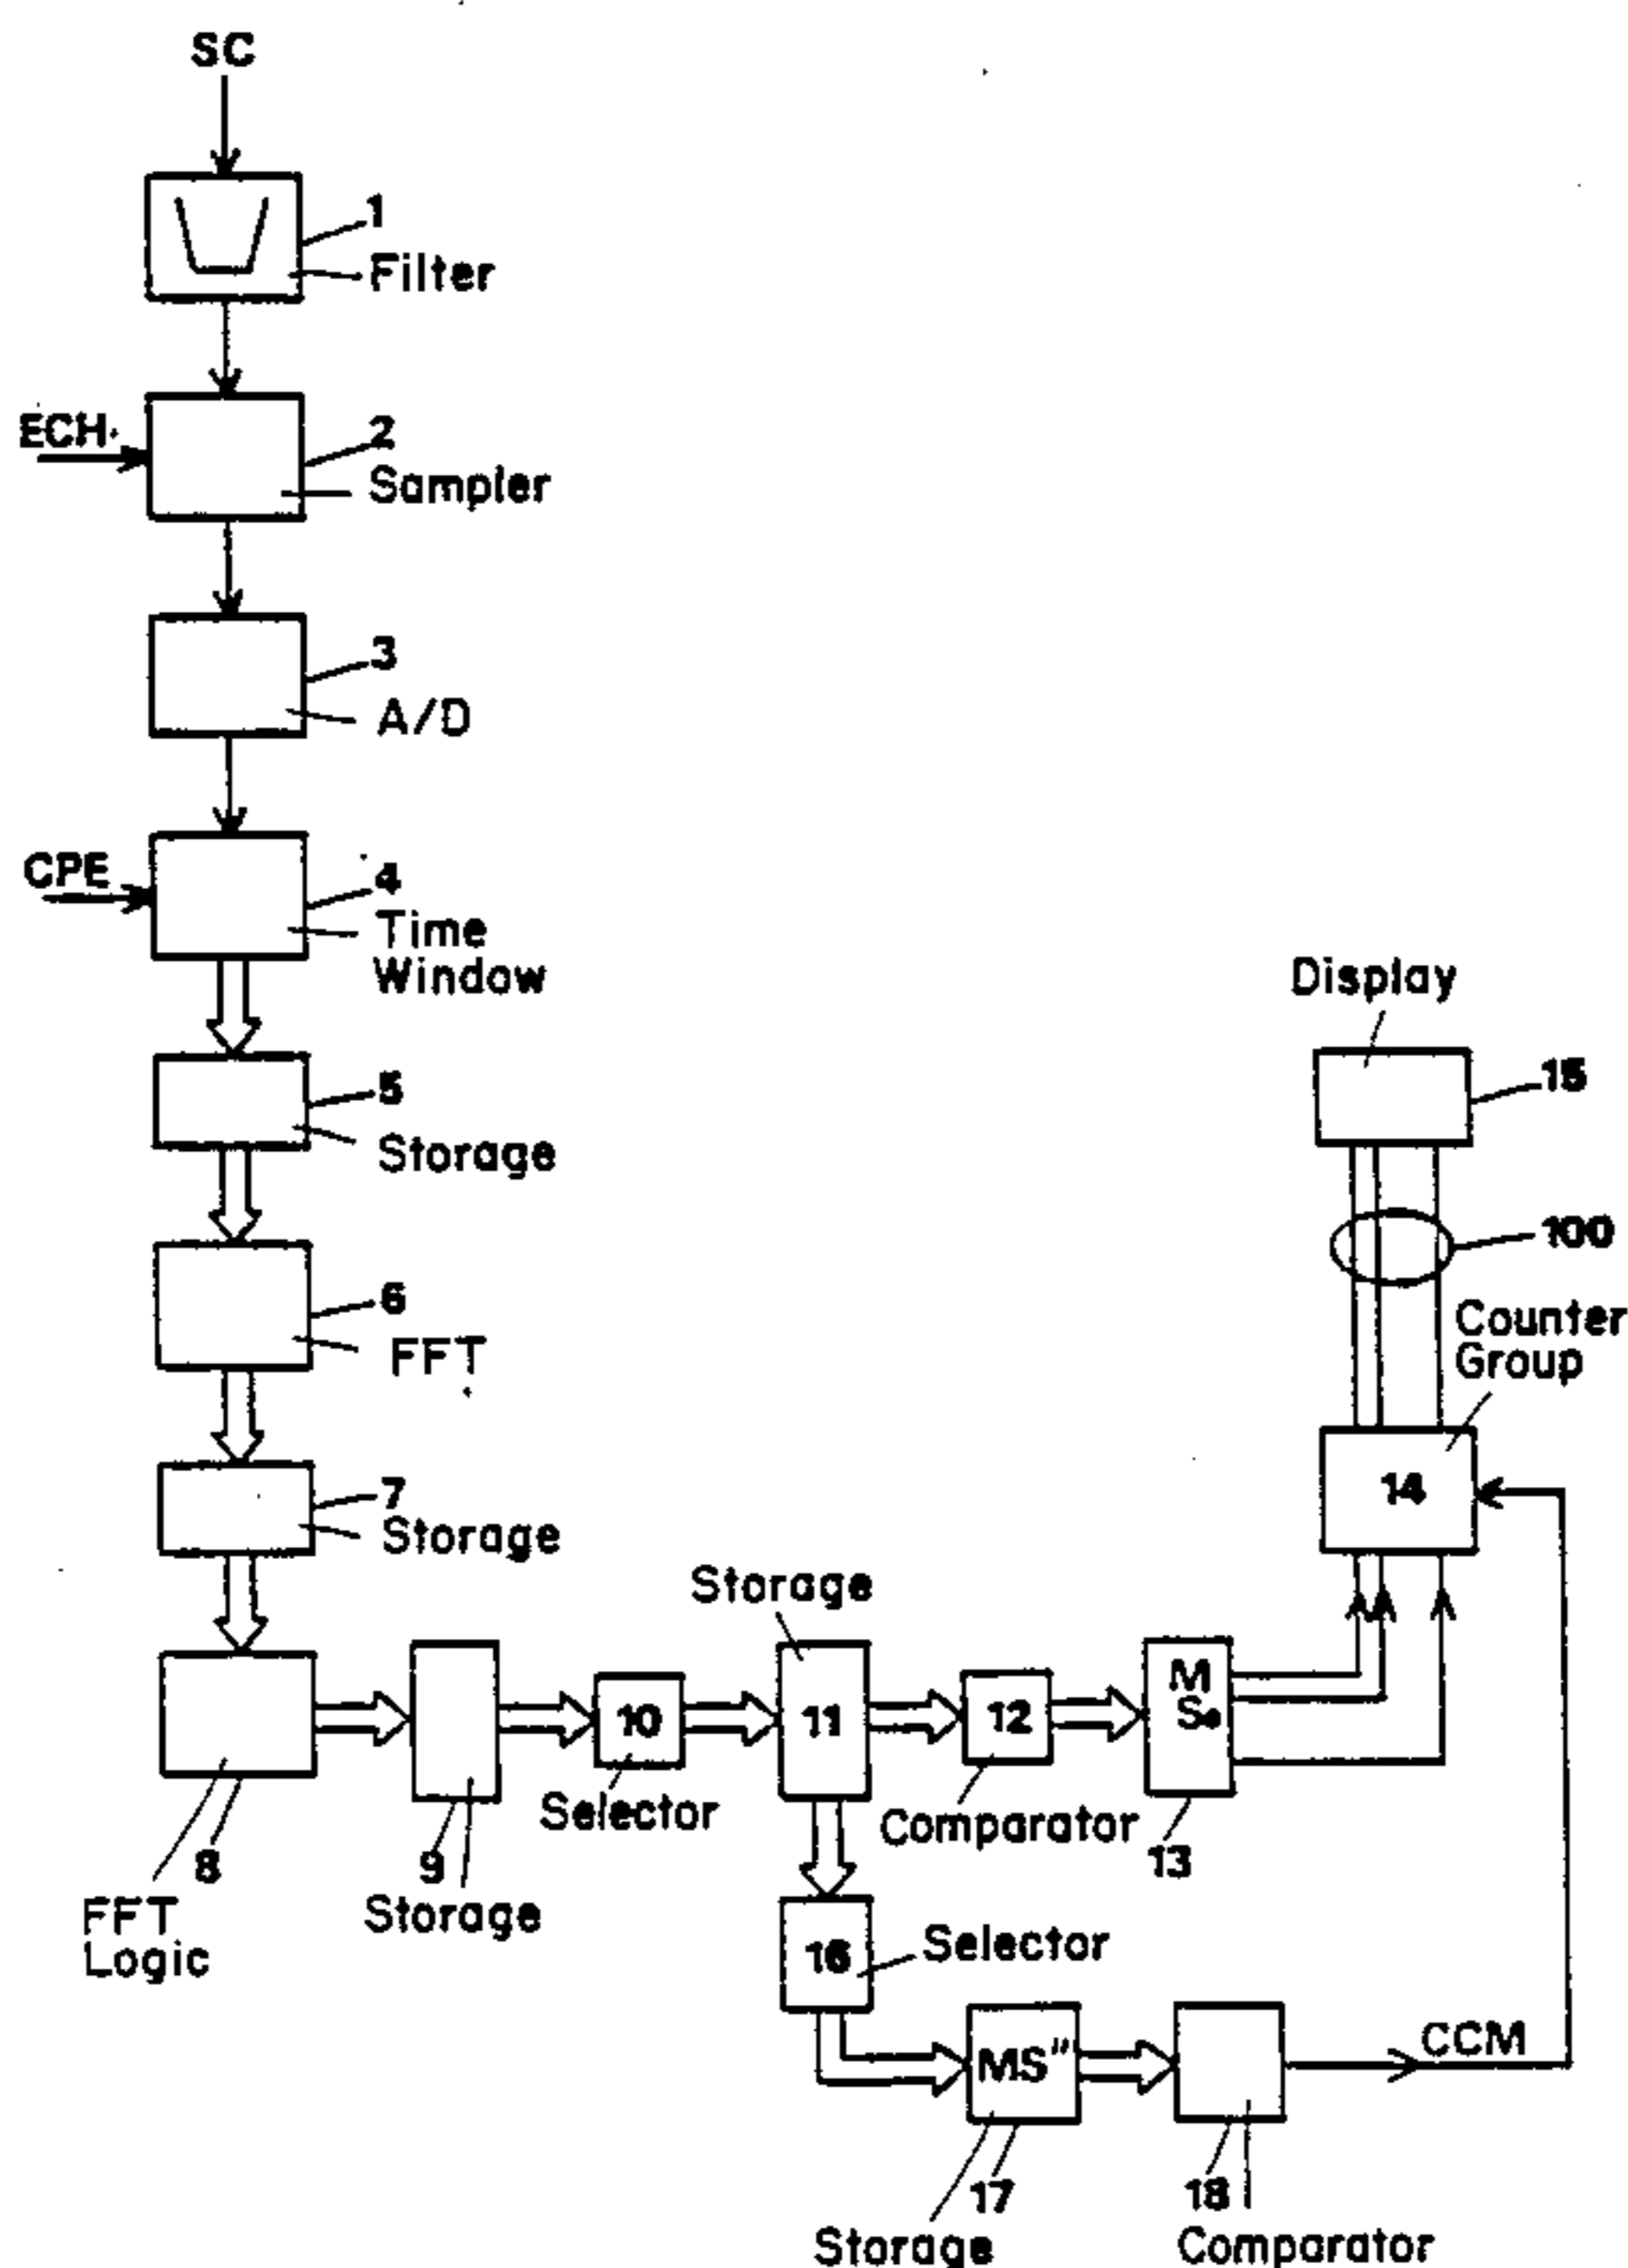 SC
1
Filter
ECH.
2
Sampler
3
A/D
CPE
4
Time
Window
5
Storage
6
FFT
7
Storage
8
FFT
Logic
9
Storage
10
Selector
Storage
11
12
Comparator
M
S.
13
Display
15
100
Counter
Group
14
16
Selector
MS"
17
Storage
18
Comparator
CCM